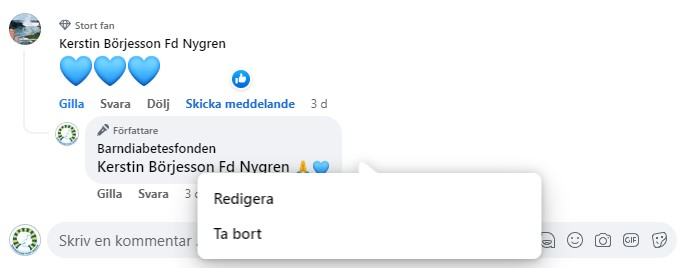 Stort fan
Kerstin Börjesson Fd Nygren
💙💙💙
Gilla Svara Dölj Skicka meddelande 3 d
Författare
Barndiabetesfonden
Kerstin Börjesson Fd Nygren 🙏💙
Gilla Svara 3
Redigera
Ta bort
Skriv en kommentar
GIF